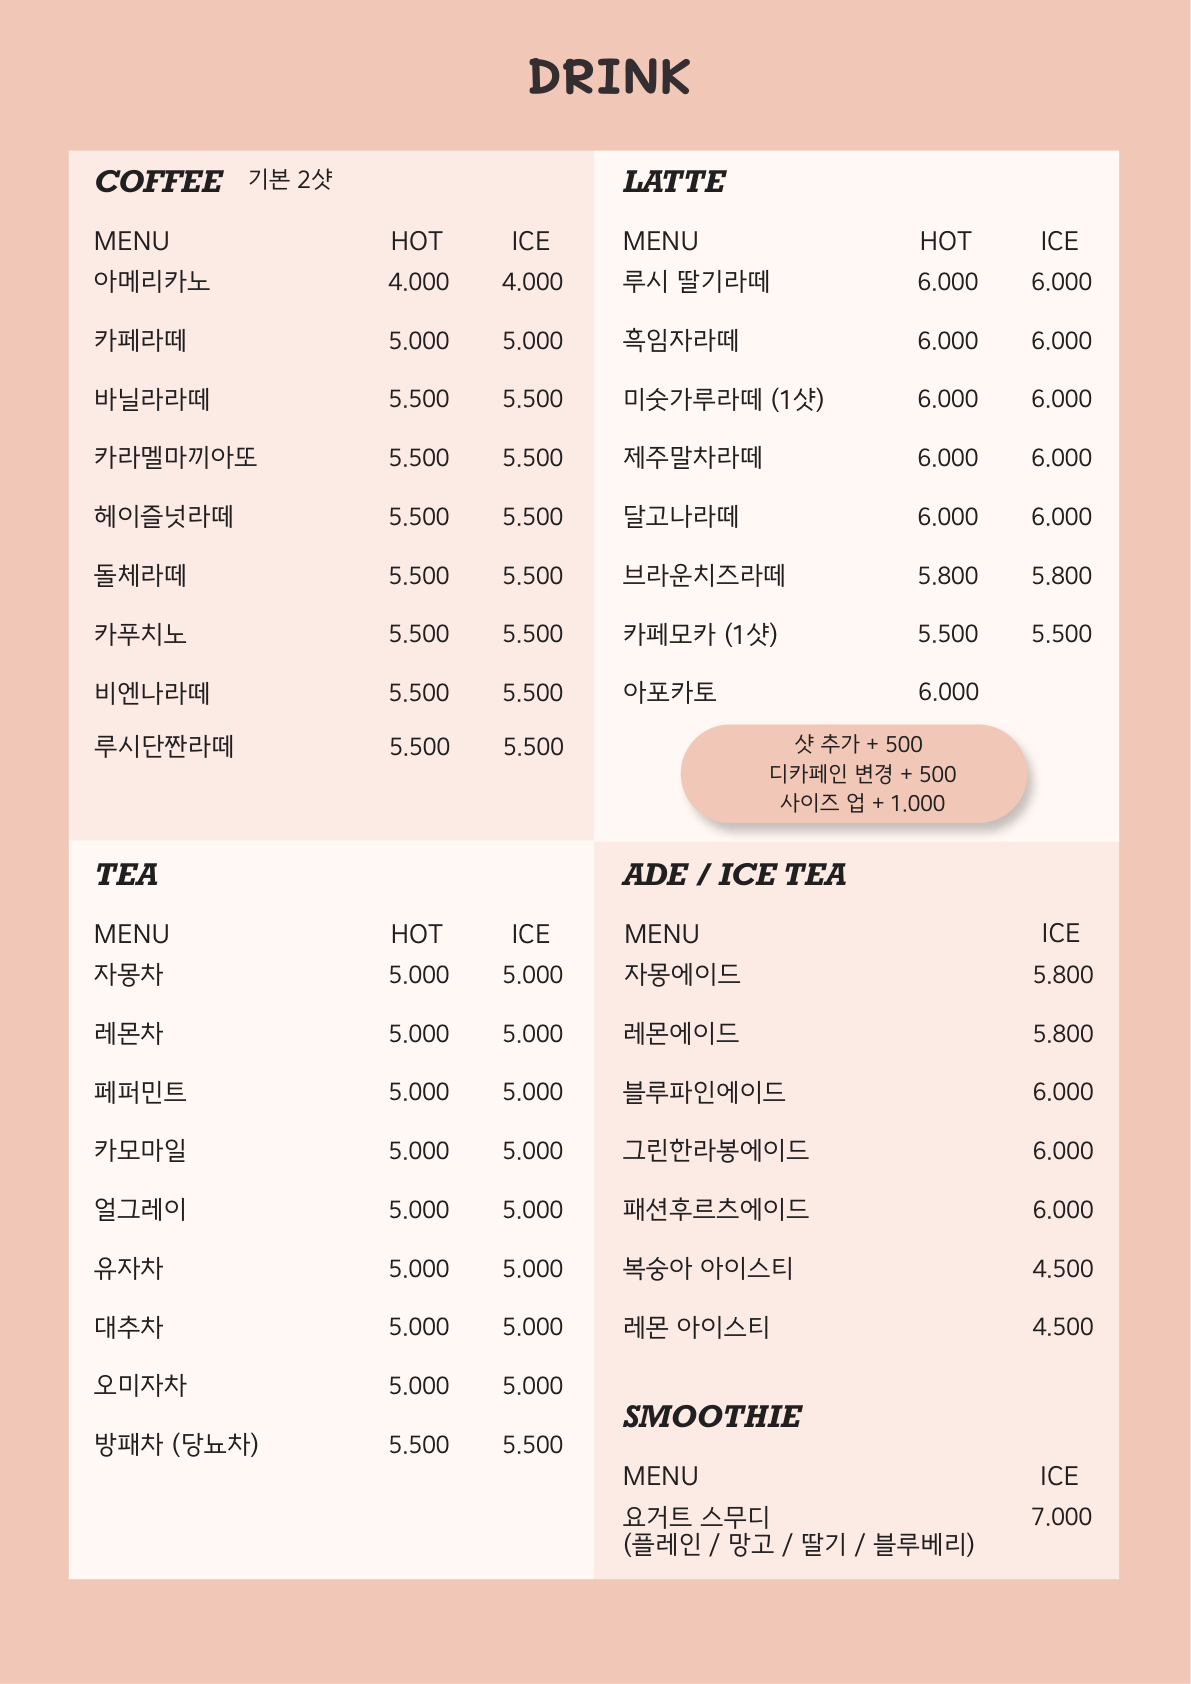 DRINK
COFFEE 기본 2샷
MENU HOT ICE
아메리카노 4.000 4.000
카페라떼 5.000 5.000
바닐라라떼 5.500 5.500
카라멜마끼아또 5.500 5.500
헤이즐넛라떼 5.500 5.500
돌체라떼 5.500 5.500
카푸치노 5.500 5.500
비엔나라떼 5.500 5.500
루시단짠라떼 5.500 5.500
LATTE
MENU HOT ICE
루시 딸기라떼 6.000 6.000
흑임자라떼 6.000 6.000
미숫가루라떼 (1샷) 6.000 6.000
제주말차라떼 6.000 6.000
달고나라떼 6.000 6.000
브라운치즈라떼 5.800 5.800
카페모카 (1샷) 5.500 5.500
아포카토 6.000
샷 추가 + 500
디카페인 변경 + 500
사이즈 업 + 1.000
TEA
MENU HOT ICE
자몽차 5.000 5.000
레몬차 5.000 5.000
페퍼민트 5.000 5.000
카모마일 5.000 5.000
얼그레이 5.000 5.000
유자차 5.000 5.000
대추차 5.000 5.000
오미자차 5.000 5.000
방패차 (당뇨차) 5.500 5.500
ADE / ICE TEA
MENU ICE
자몽에이드 5.800
레몬에이드 5.800
블루파인에이드 6.000
그린한라봉에이드 6.000
패션후르츠에이드 6.000
복숭아 아이스티 4.500
레몬 아이스티 4.500
SMOOTHIE
MENU ICE
요거트 스무디 7.000
(플레인 / 망고 / 딸기 / 블루베리)